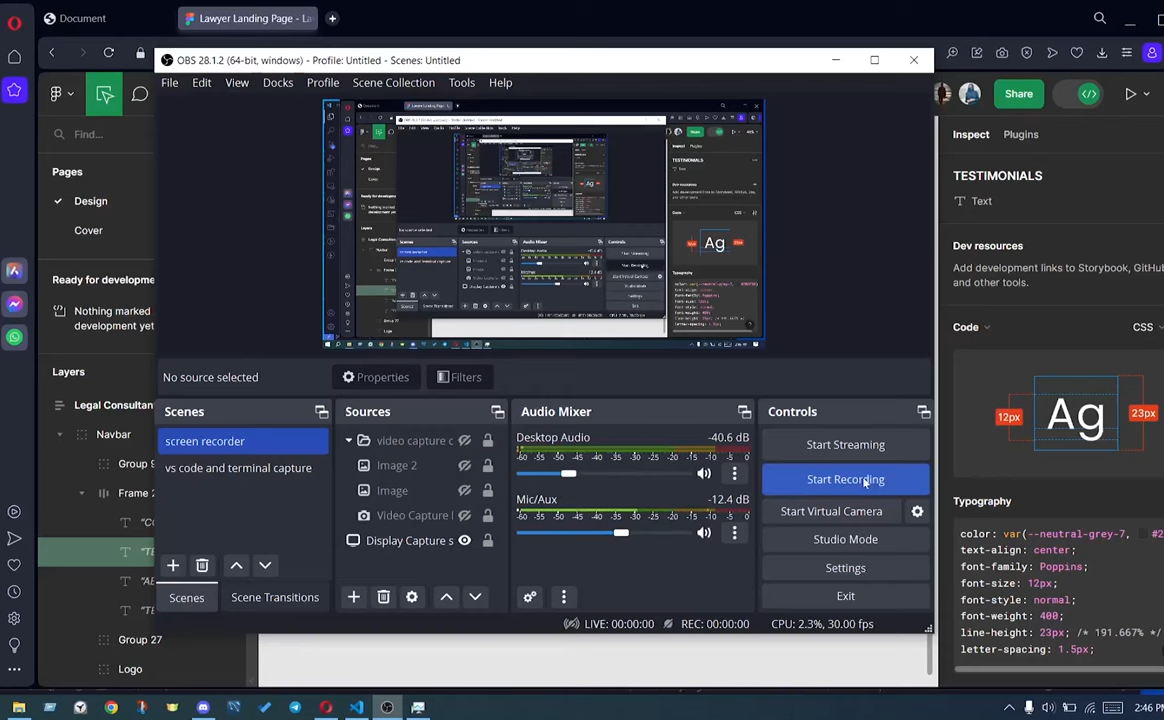 Document
Lawyer Landing Page - La
OBS 28.1.2 (64-bit, windows) - Profile: Untitled - Scenes: Untitled
File Edit View Docks Profile Scene Collection Tools Help
Share
Find...
Pages
Design
Cover
Ready for developmen
Nothing marked
development yet
Layers
Legal Consultan
Navbar
Group 9
Frame 2
Group 27
Logo
No source selected
Properties
Filters
Scenes
screen recorder
vs code and terminal capture
Scenes
Scene Transitions
Sources
video capture c
Image 2
Image
Video Capture I
Display Capture s
Audio Mixer
Desktop Audio -40.6 dB
-60 -55 -50 -45 -40 -35 -30 -25 -20 -15 -10 -5 0
Mic/Aux -12.4 dB
-60 -55 -50 -45 -40 -35 -30 -25 -20 -15 -10 -5 0
Controls
Start Streaming
Start Recording
Start Virtual Camera
Studio Mode
Settings
Exit
LIVE: 00:00:00 REC: 00:00:00 CPU: 2.3%, 30.00 fps
Inspect Plugins
TESTIMONIALS
Text
Dev resources
Add development links to Storybook, GitHu
and other tools.
Code CSS
12px Ag 23px
Typography
color: var(--neutral-grey-7, #2
text-align: center;
font-family: Poppins;
font-size: 12px;
font-style: normal;
font-weight: 400;
line-height: 23px; /* 191.667% */
letter-spacing: 1.5px;
2:46 PM